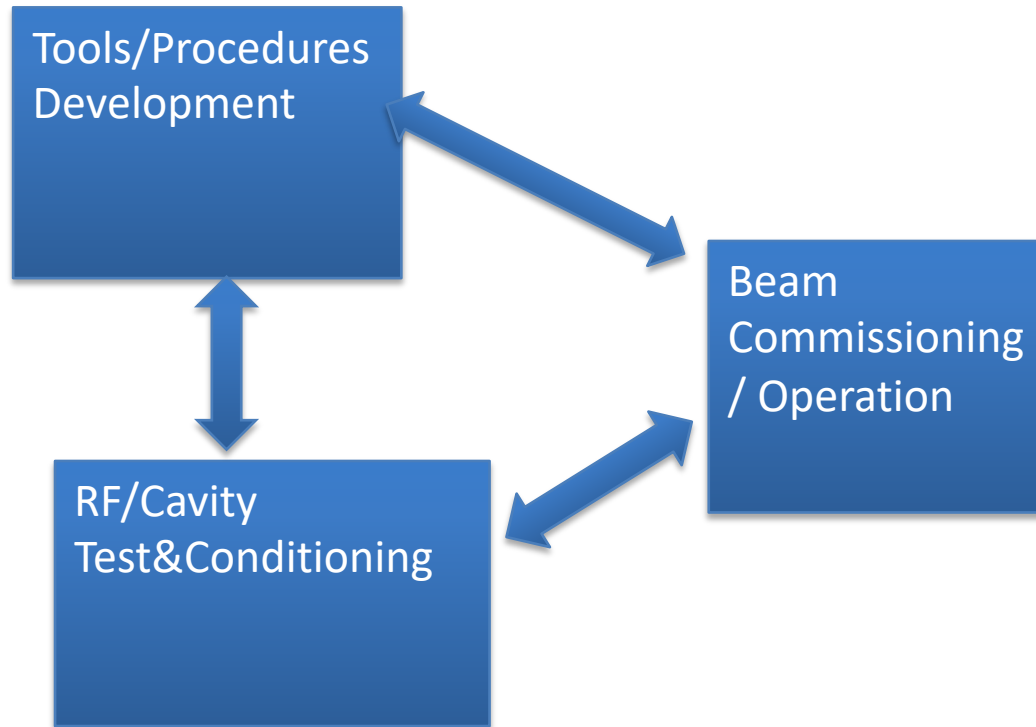 Tools/Procedures
Development
Beam
Commissioning
/ Operation
RF/Cavity
Test&Conditioning